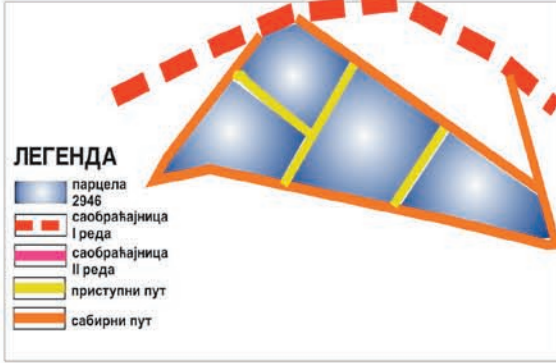 ЛЕГЕНДА
парцела
2946
саобраћајница
I реда
саобраћајница
II реда
приступни пут
сабирни пут